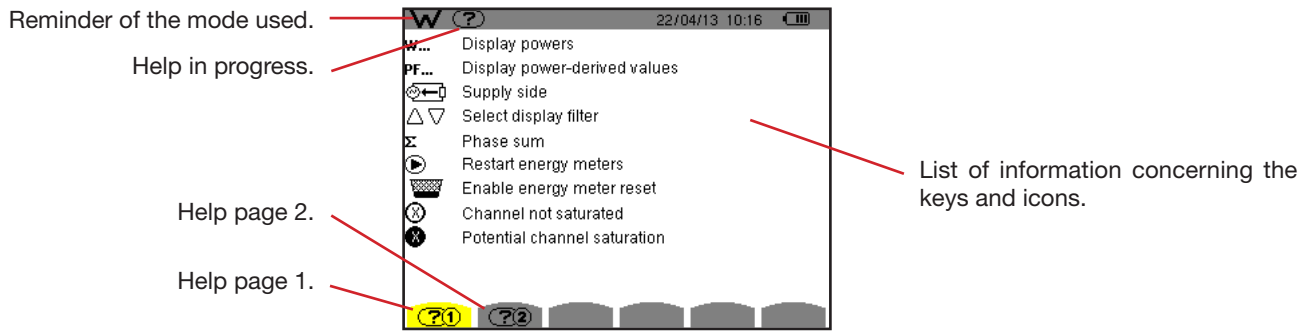 Reminder of the mode used.
Help in progress.
Help page 2.
Help page 1.
W ? 22/04/13 10:16
W... Display powers
PF... Display power-derived values
Supply side
Select display filter
Σ Phase sum
Restart energy meters
Enable energy meter reset
X Channel not saturated
X Potential channel saturation
?1 ?2
List of information concerning the
keys and icons.